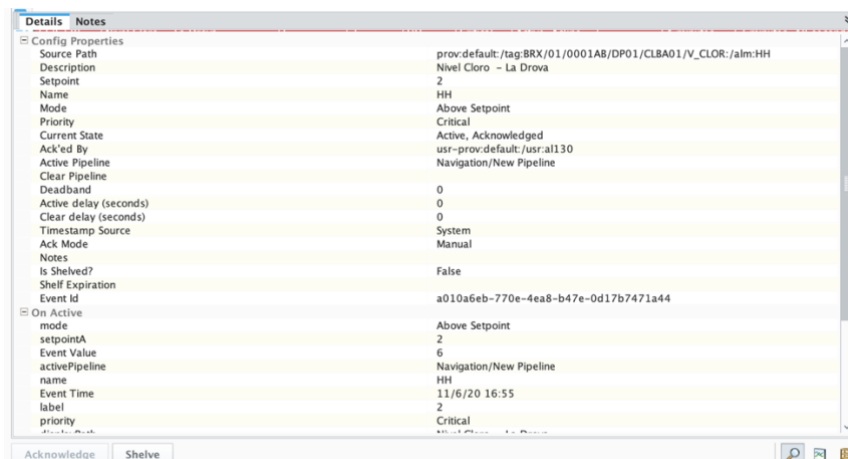 Details Notes
Config Properties
Source Path prov:default:/tag:BRX/01/0001AB/DP01/CLBA01/V_CLOR:/alm:HH
Description Nivel Cloro - La Drova
Setpoint 2
Name HH
Mode Above Setpoint
Priority Critical
Current State Active, Acknowledged
Ack'ed By usr-prov:default:/usr:al130
Active Pipeline Navigation/New Pipeline
Clear Pipeline
Deadband 0
Active delay (seconds) 0
Clear delay (seconds) 0
Timestamp Source System
Ack Mode Manual
Notes
Is Shelved? False
Shelf Expiration
Event Id a010a6eb-770e-4ea8-b47e-0d17b7471a44
On Active
mode Above Setpoint
setpointA 2
Event Value 6
activePipeline Navigation/New Pipeline
name HH
Event Time 11/6/20 16:55
label 2
priority Critical
Acknowledge Shelve